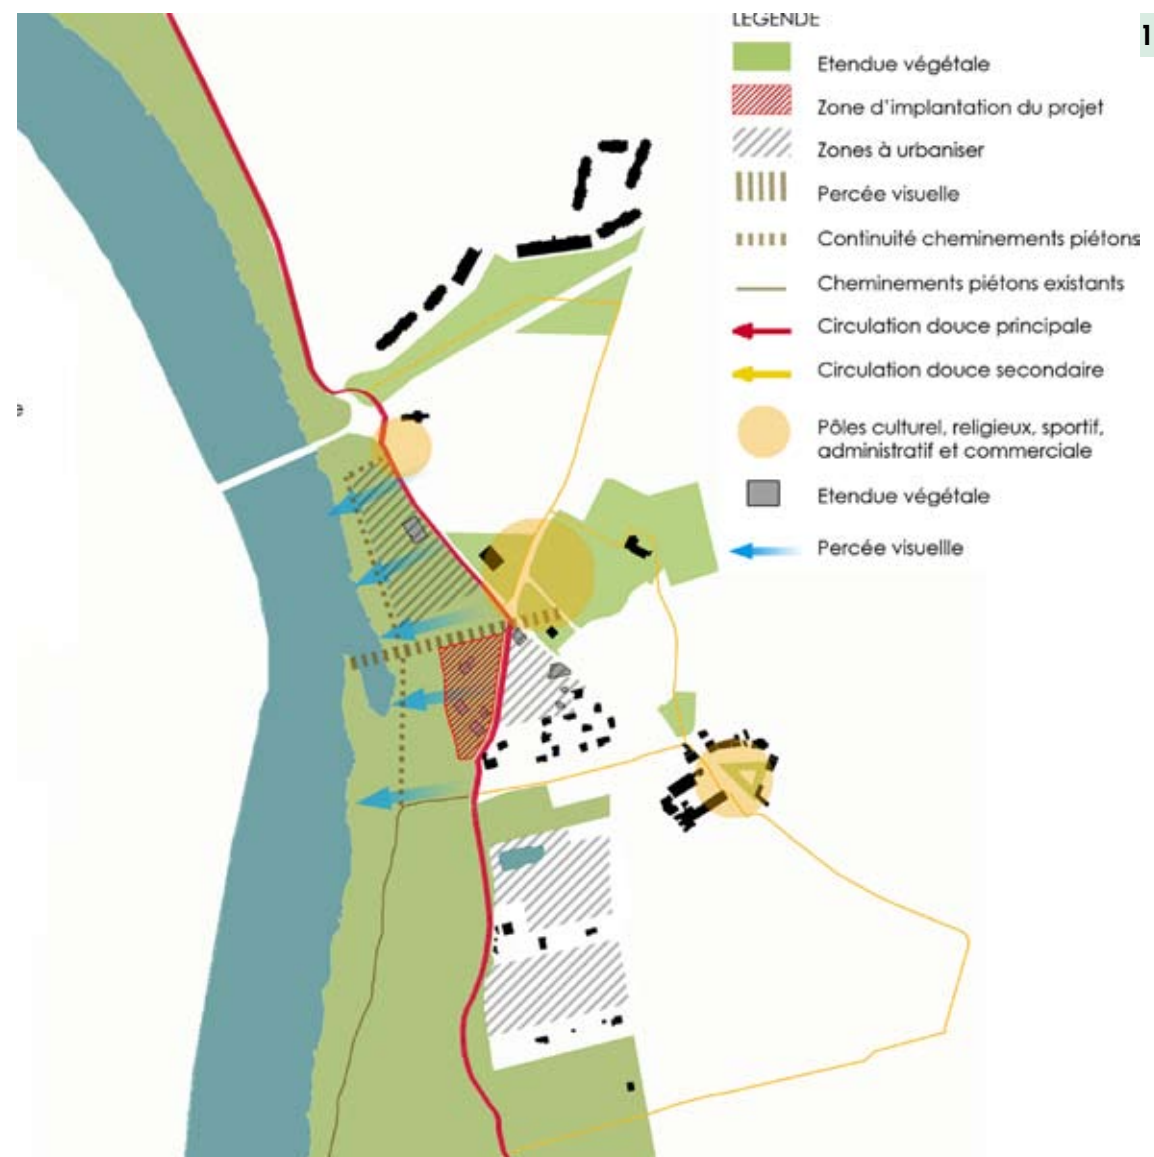 LEGENDE
1
Etendue végétale
Zone d'implantation du projet
Zones à urbaniser
Percée visuelle
Continuité cheminements piétons
Cheminements piétons existants
Circulation douce principale
Circulation douce secondaire
e
Pôles culturel, religieux, sportif,
administratif et commerciale
Etendue végétale
Percée visuellle